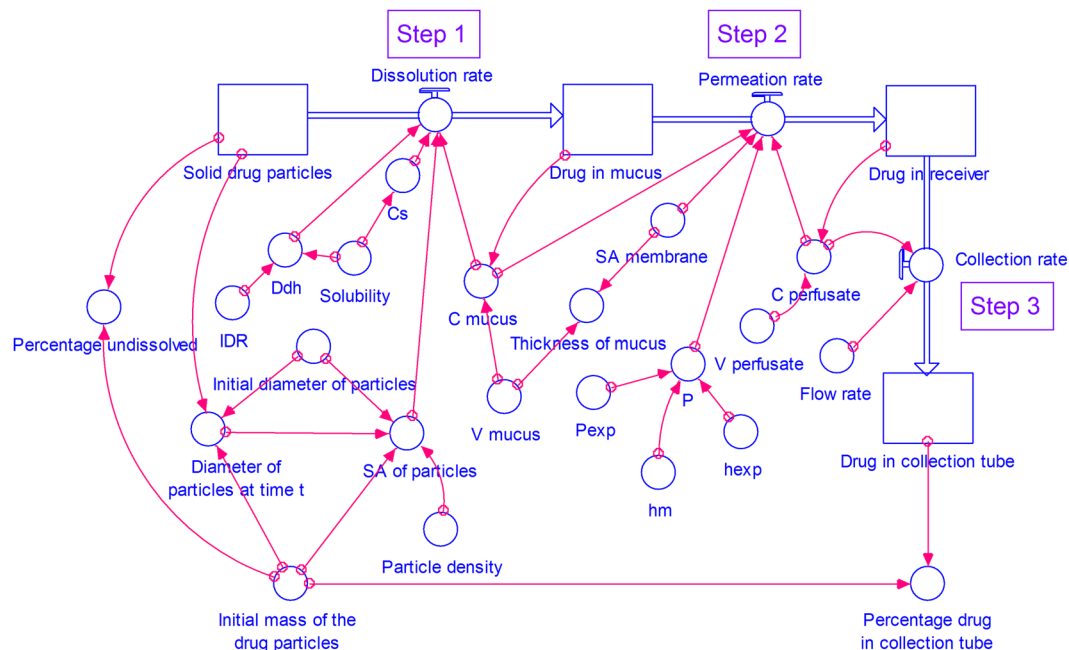 Step 1
Step 2
Dissolution rate
Permeation rate
Solid drug particles
Drug in mucus
Drug in receiver
Cs
SA membrane
Collection rate
Ddh
Solubility
C mucus
C perfusate
Step 3
IDR
Percentage undissolved
Thickness of mucus
V perfusate
Initial diameter of particles
P
Flow rate
Pexp
V mucus
Drug in collection tube
Diameter of
particles at time t
SA of particles
hexp
hm
Particle density
Initial mass of the
drug particles
Percentage drug
in collection tube